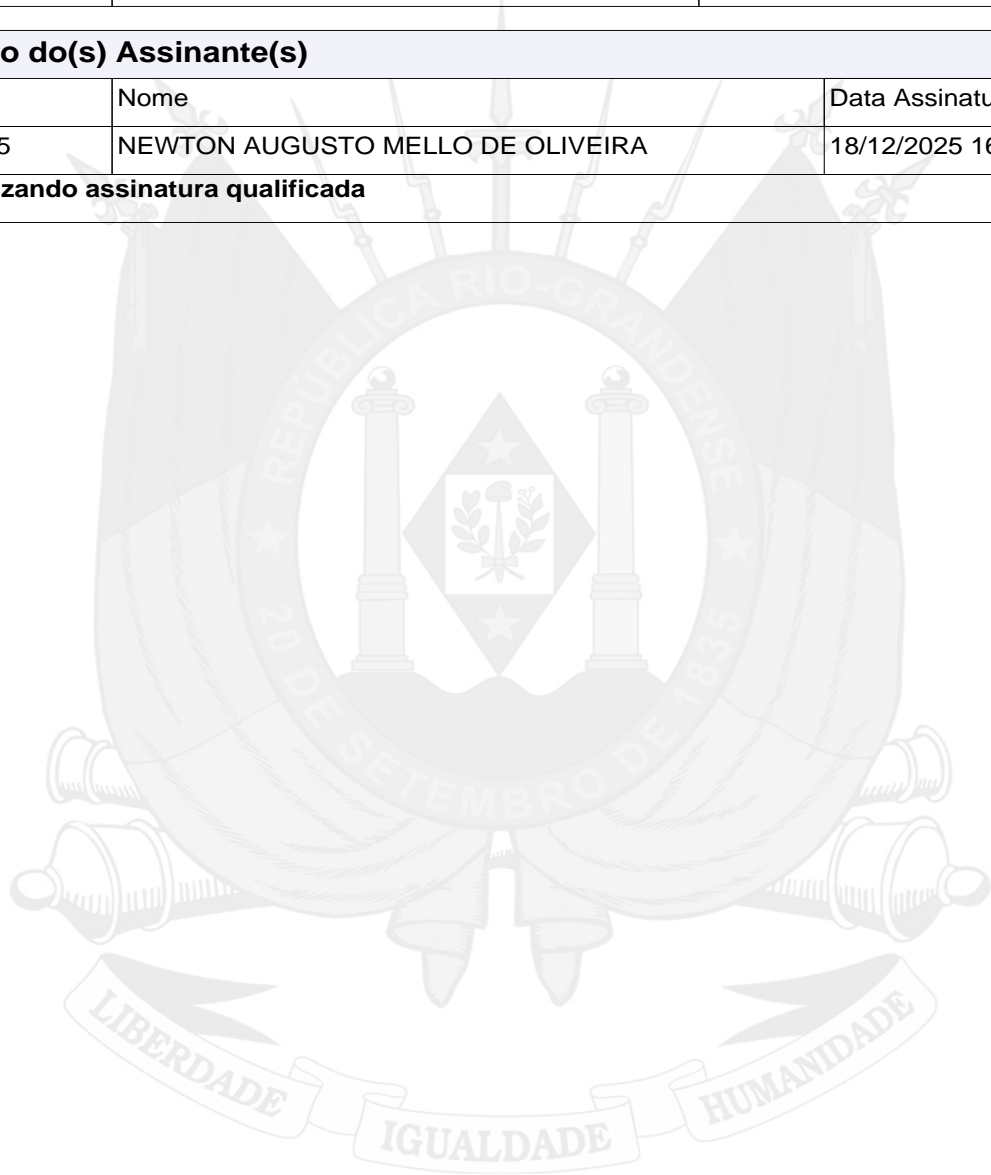 o do(s) Assinante(s)
Nome
Data Assinatu
5
NEWTON AUGUSTO MELLO DE OLIVEIRA
18/12/2025 16
zando assinatura qualificada
REPÚBLICA RIO-GRANDENSE
20 DE SETEMBRO DE 1835
LIBERDADE
IGUALDADE
HUMANIDADE